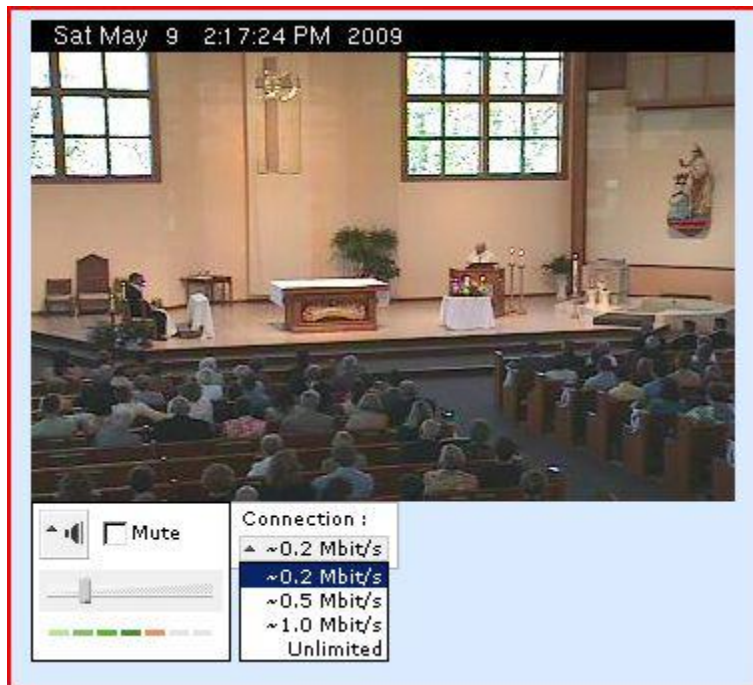 Sat May 9 2:17:24 PM 2009
Mute
Connection :
~0.2 Mbit/s
~0.2 Mbit/s
~0.5 Mbit/s
~1.0 Mbit/s
Unlimited